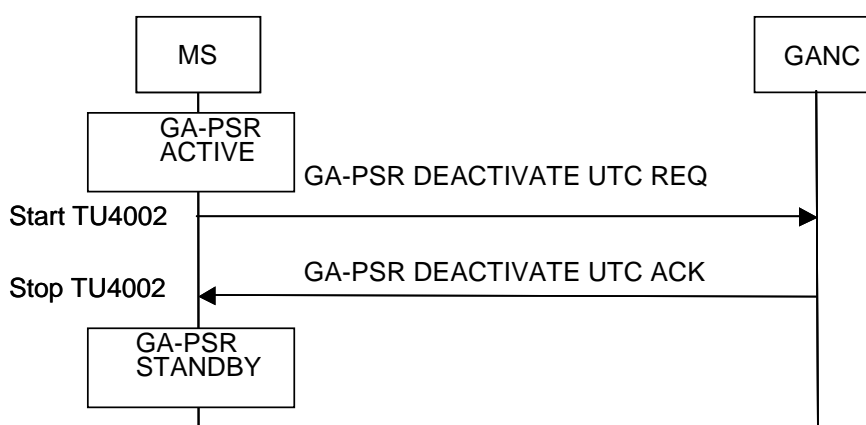 MS
GANC
GA-PSR
ACTIVE
GA-PSR DEACTIVATE UTC REQ
Start TU4002
GA-PSR DEACTIVATE UTC ACK
Stop TU4002
GA-PSR
STANDBY